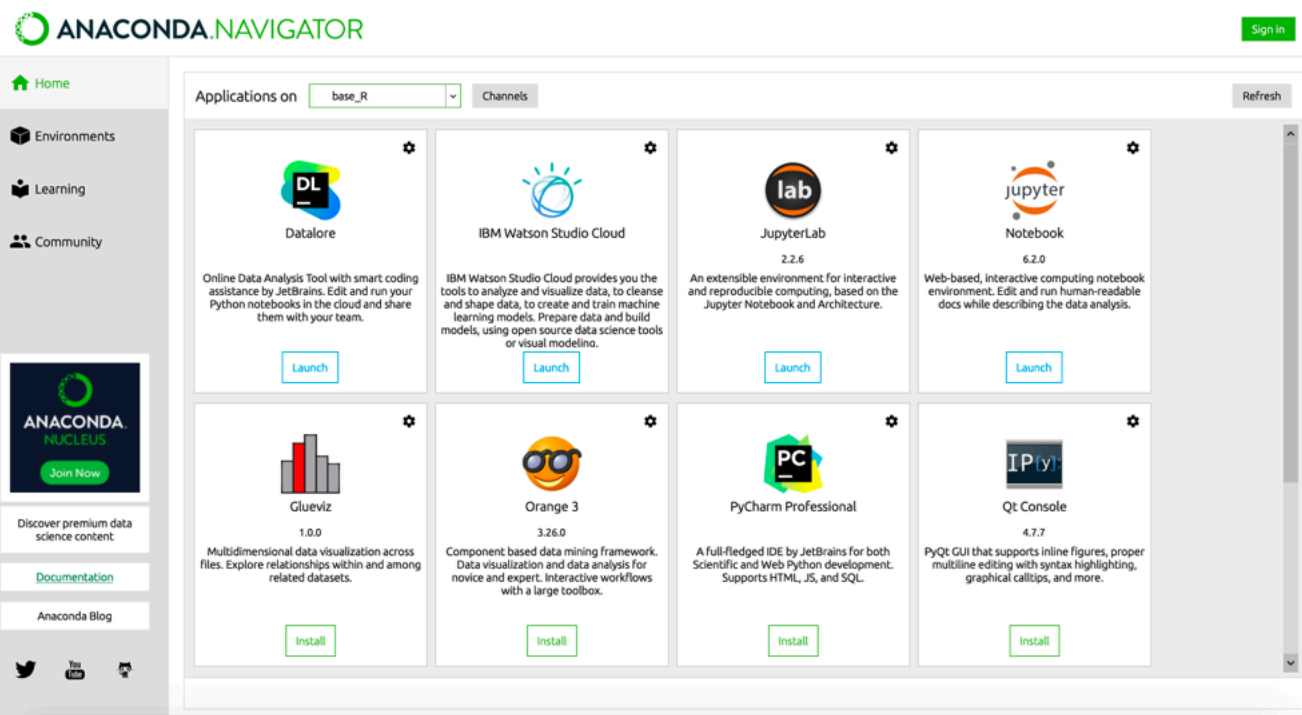 ANACONDA.NAVIGATOR
Sign in
Home
Environments
Learning
Community
ANACONDA.
NUCLEUS
Join Now
Discover premium data
science content
Documentation
Anaconda Blog
You
Tube
Applications on
base_R
Channels
Refresh
DL
Datalore
Online Data Analysis Tool with smart coding
assistance by JetBrains. Edit and run your
Python notebooks in the cloud and share
them with your team.
Launch
IBM Watson Studio Cloud
IBM Watson Studio Cloud provides you the
tools to analyze and visualize data, to cleanse
and shape data, to create and train machine
learning models. Prepare data and build
models, using open source data science tools
or visual modeling.
Launch
lab
JupyterLab
2.2.6
An extensible environment for interactive
and reproducible computing, based on the
Jupyter Notebook and Architecture.
Launch
jupyter
Notebook
6.2.0
Web-based, interactive computing notebook
environment. Edit and run human-readable
docs while describing the data analysis.
Launch
Glueviz
1.0.0
Multidimensional data visualization across
files. Explore relationships within and among
related datasets.
Install
Orange 3
3.26.0
Component based data mining framework.
Data visualization and data analysis for
novice and expert. Interactive workflows
with a large toolbox.
Install
PC
PyCharm Professional
A full-fledged IDE by JetBrains for both
Scientific and Web Python development.
Supports HTML, JS, and SQL.
Install
IP[y]:
Qt Console
4.7.7
PyQt GUI that supports inline figures, proper
multiline editing with syntax highlighting,
graphical calltips, and more.
Install